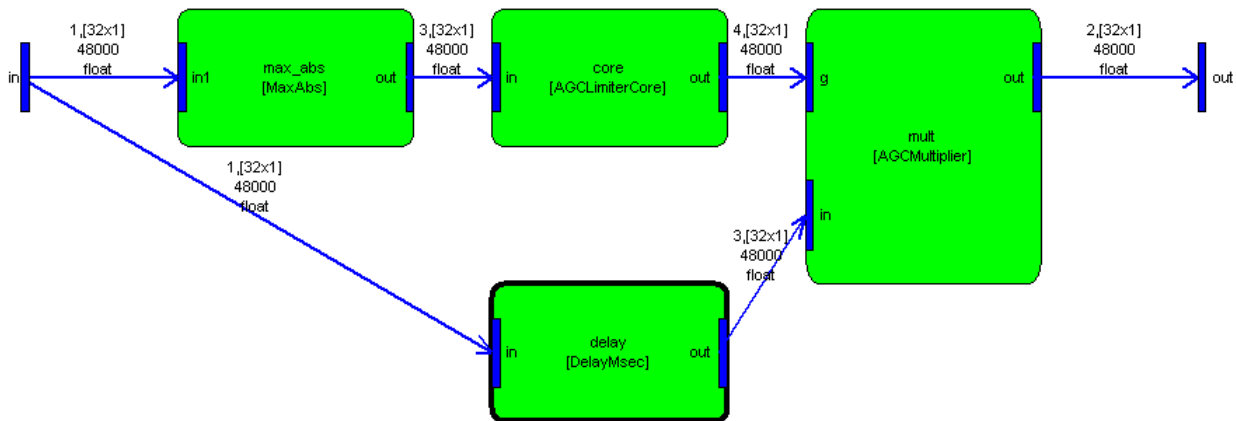 in
1,[32x1]
48000
float
in1
max_abs
[MaxAbs]
out
3,[32x1]
48000
float
in
core
[AGCLimiterCore]
out
4,[32x1]
48000
float
g
in
mult
[AGCMultiplier]
out
2,[32x1]
48000
float
out
1,[32x1]
48000
float
in
delay
[DelayMsec]
out
3,[32x1]
48000
float